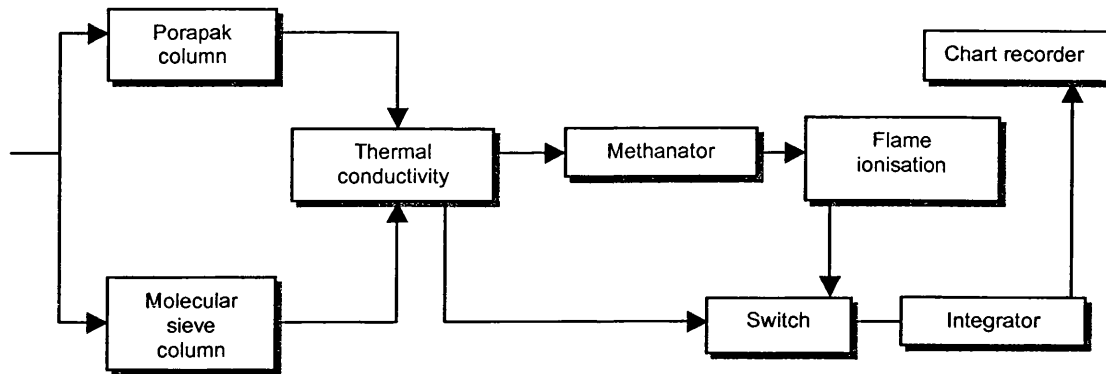 Porapak
column
Chart recorder
Thermal
conductivity
Methanator
Flame
ionisation
Molecular
sieve
column
Switch
Integrator